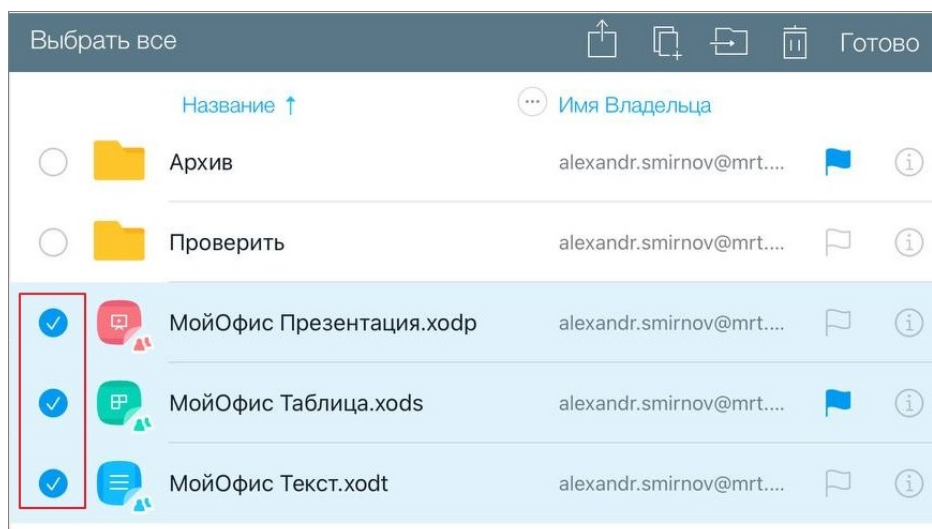 Выбрать все Готово
Название ↑ Имя Владельца
Архив alexandr.smirnov@mrt....
Проверить alexandr.smirnov@mrt....
МойОфис Презентация.xodp alexandr.smirnov@mrt....
МойОфис Таблица.xods alexandr.smirnov@mrt....
МойОфис Текст.xodt alexandr.smirnov@mrt....